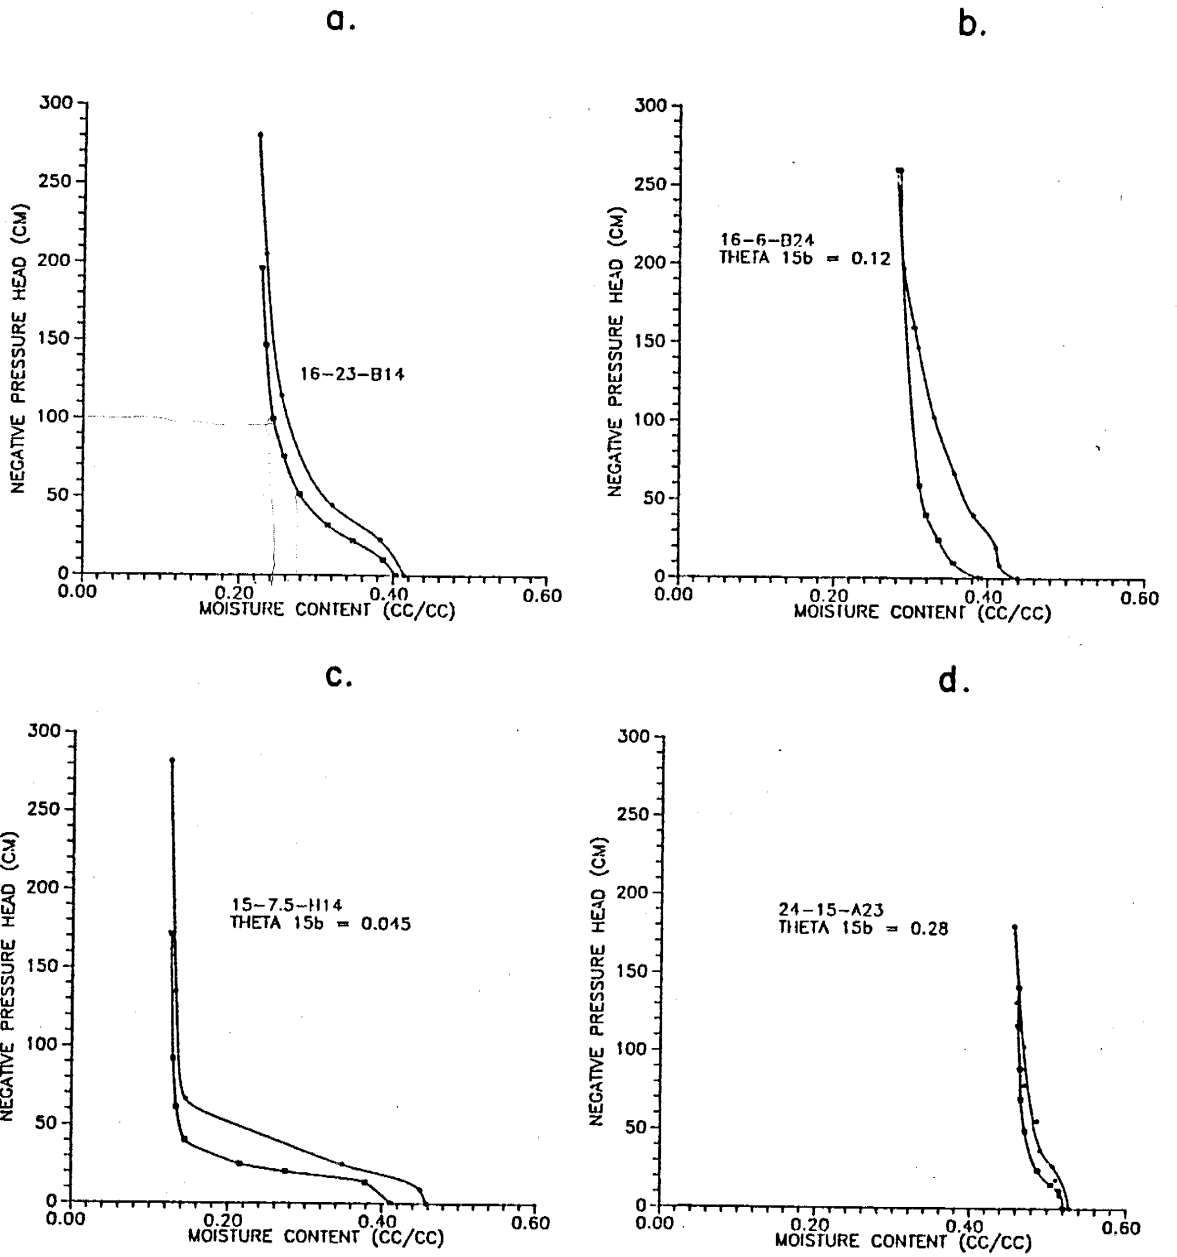 a.
300
250
200
150
100
50
0
NEGATIVE PRESSURE HEAD (CM)
16-23-B14
0.00
0.20
0.40
0.60
MOISTURE CONTENT (CC/CC)
b.
300
250
200
150
100
50
0
NEGATIVE PRESSURE HEAD (CM)
16-6-B24
THETA 15b = 0.12
0.00
0.20
0.40
0.60
MOISTURE CONTENT (CC/CC)
c.
300
250
200
150
100
50
0
NEGATIVE PRESSURE HEAD (CM)
15-7.5-H14
THETA 15b = 0.045
0.00
0.20
0.40
0.60
MOISTURE CONTENT (CC/CC)
d.
300
250
200
150
100
50
0
NEGATIVE PRESSURE HEAD (CM)
24-15-A23
THETA 15b = 0.28
0.00
0.20
0.40
0.60
MOISTURE CONTENT (CC/CC)